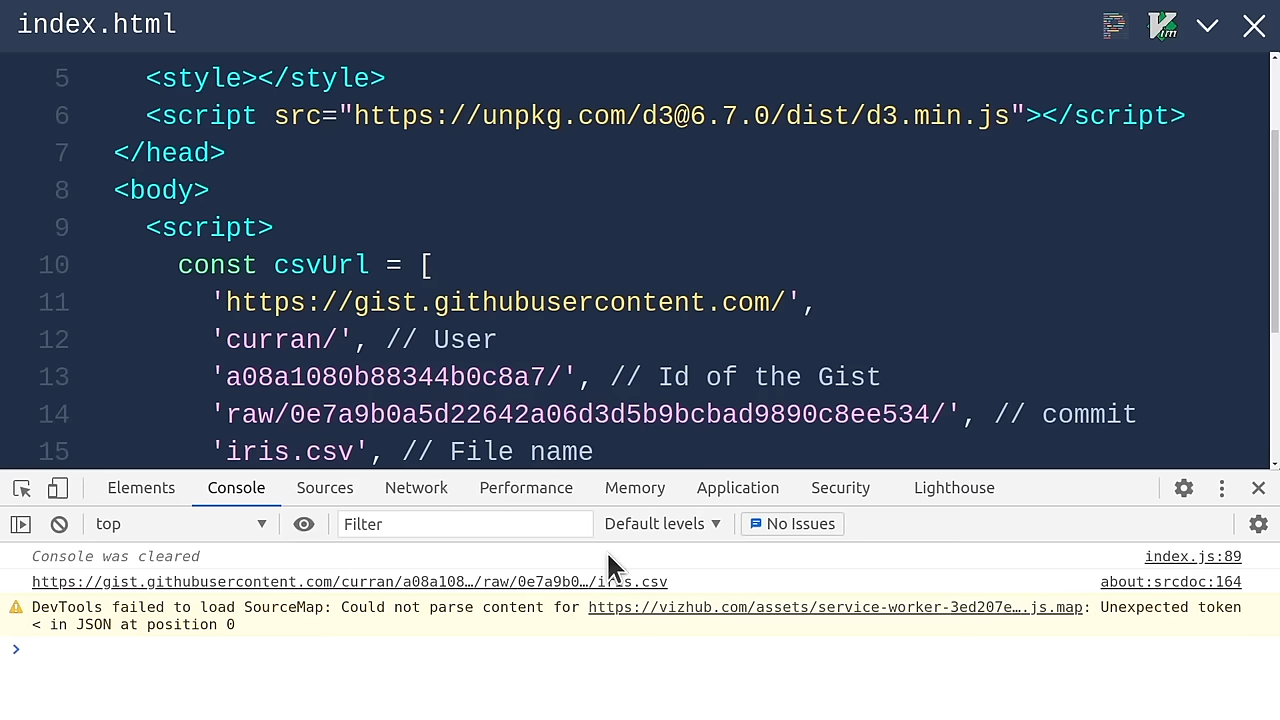 index.html
5 <style></style>
6 <script src="https://unpkg.com/d3@6.7.0/dist/d3.min.js"></script>
7 </head>
8 <body>
9 <script>
10 const csvUrl = [
11 'https://gist.githubusercontent.com/',
12 'curran/', // User
13 'a08a1080b88344b0c8a7/', // Id of the Gist
14 'raw/0e7a9b0a5d22642a06d3d5b9bcbad9890c8ee534/', // commit
15 'iris.csv', // File name
Elements Console Sources Network Performance Memory Application Security Lighthouse
top ▼ Filter Default levels ▼ No Issues
Console was cleared index.js:89
https://gist.githubusercontent.com/curran/a08a108…/raw/0e7a9b0…/iris.csv about:srcdoc:164
DevTools failed to load SourceMap: Could not parse content for https://vizhub.com/assets/service-worker-3ed207e….js.map: Unexpected token
< in JSON at position 0
>